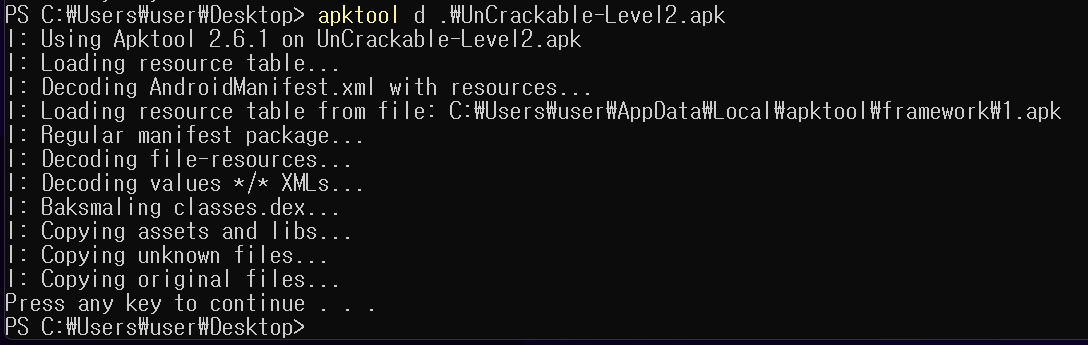 PS C:₩Users₩user₩Desktop> apktool d .₩UnCrackable-Level2.apk
I: Using Apktool 2.6.1 on UnCrackable-Level2.apk
I: Loading resource table...
I: Decoding AndroidManifest.xml with resources...
I: Loading resource table from file: C:₩Users₩user₩AppData₩Local₩apktool₩framework₩1.apk
I: Regular manifest package...
I: Decoding file-resources...
I: Decoding values */* XMLs...
I: Baksmaling classes.dex...
I: Copying assets and libs...
I: Copying unknown files...
I: Copying original files...
Press any key to continue . . .
PS C:₩Users₩user₩Desktop>